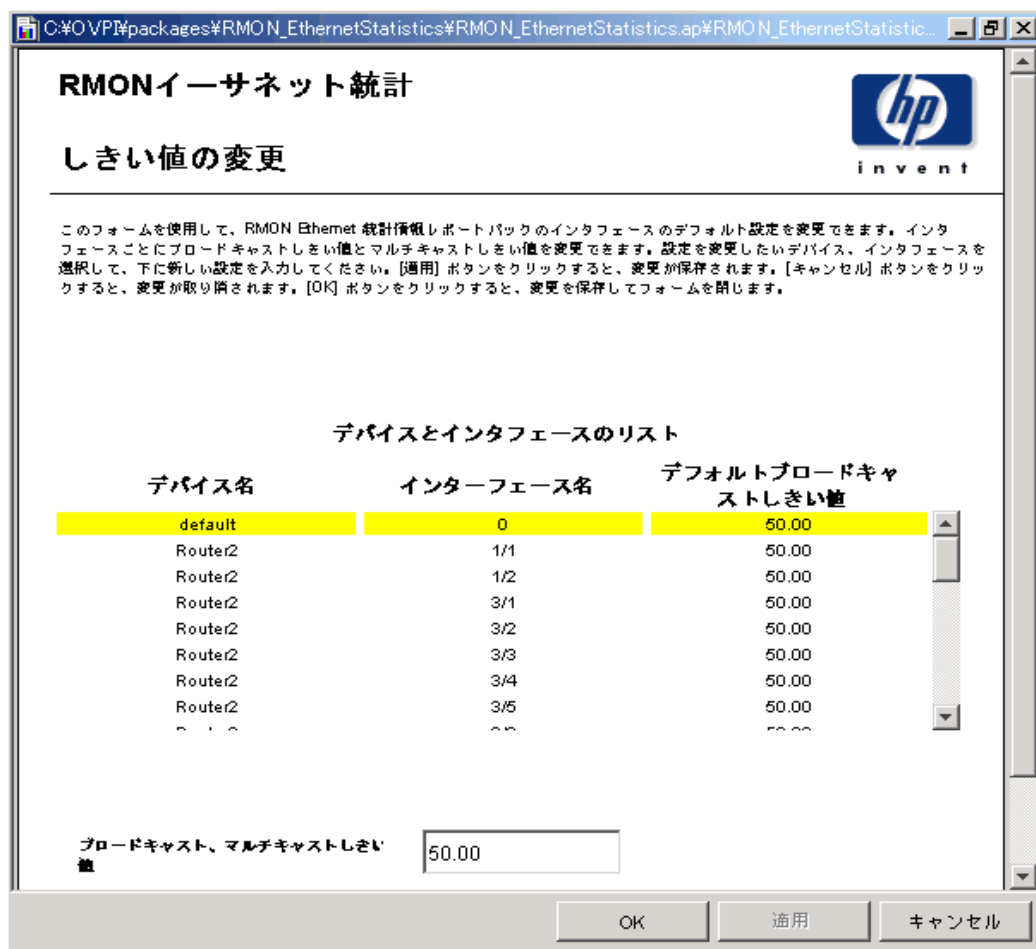 C:¥OVPI¥packages¥RMON_EthernetStatistics¥RMON_EthernetStatistics.ap¥RMON_EthernetStatistic...
RMONイーサネット統計
hp
しきい値の変更
invent
このフォームを使用して、RMON Ethernet 統計情報レポートパックのインタフェースのデフォルト設定を変更できます。インタ
フェースごとにブロードキャストしきい値とマルチキャストしきい値を変更できます。設定を変更したいデバイス、インタフェースを
選択して、下に新しい設定を入力してください。[適用] ボタンをクリックすると、変更が保存されます。[キャンセル] ボタンをクリッ
クすると、変更が取り消されます。[OK] ボタンをクリックすると、変更を保存してフォームを閉じます。
デバイスとインタフェースのリスト
デバイス名 インターフェース名 デフォルトブロードキャ
ストしきい値
default 0 50.00
Router2 1/1 50.00
Router2 1/2 50.00
Router2 3/1 50.00
Router2 3/2 50.00
Router2 3/3 50.00
Router2 3/4 50.00
Router2 3/5 50.00
ブロードキャスト、マルチキャストしきい
値
50.00
OK 適用 キャンセル